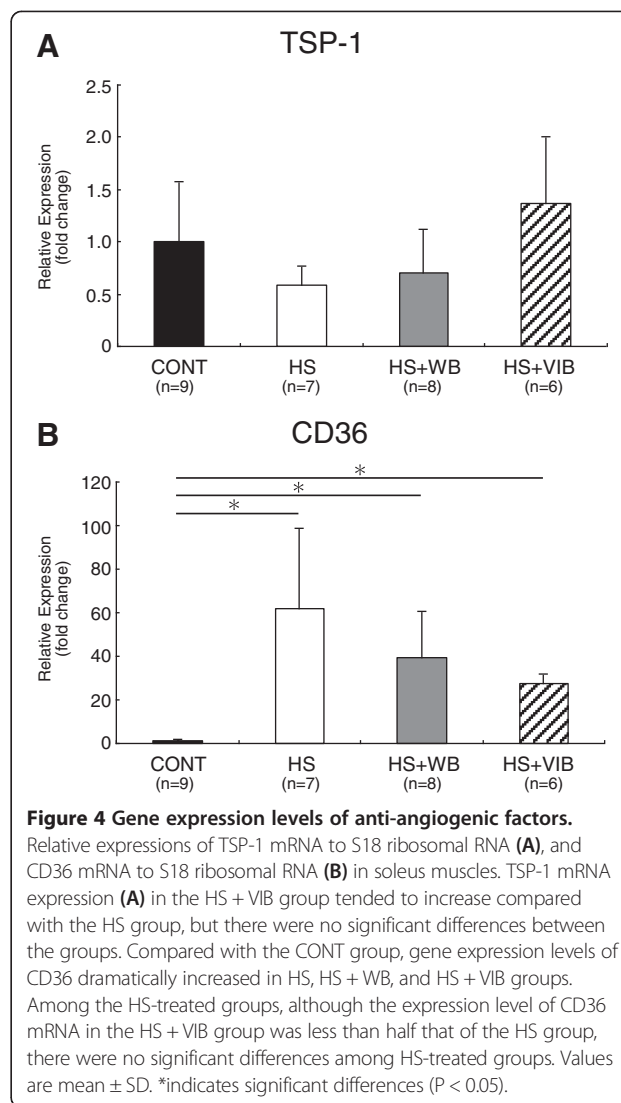 A
TSP-1
Relative Expression
(fold change)
2.5
2.0
1.5
1.0
0.5
0
CONT HS HS+WB HS+VIB
(n=9) (n=7) (n=8) (n=6)
B
CD36
Relative Expression
(fold change)
120
100
80
60
40
20
0
*
*
*
CONT HS HS+WB HS+VIB
(n=9) (n=7) (n=8) (n=6)
Figure 4 Gene expression levels of anti-angiogenic factors.
Relative expressions of TSP-1 mRNA to S18 ribosomal RNA (A), and
CD36 mRNA to S18 ribosomal RNA (B) in soleus muscles. TSP-1 mRNA
expression (A) in the HS + VIB group tended to increase compared
with the HS group, but there were no significant differences between
the groups. Compared with the CONT group, gene expression levels of
CD36 dramatically increased in HS, HS + WB, and HS + VIB groups.
Among the HS-treated groups, although the expression level of CD36
mRNA in the HS + VIB group was less than half that of the HS group,
there were no significant differences among HS-treated groups. Values
are mean ± SD. *indicates significant differences (P < 0.05).